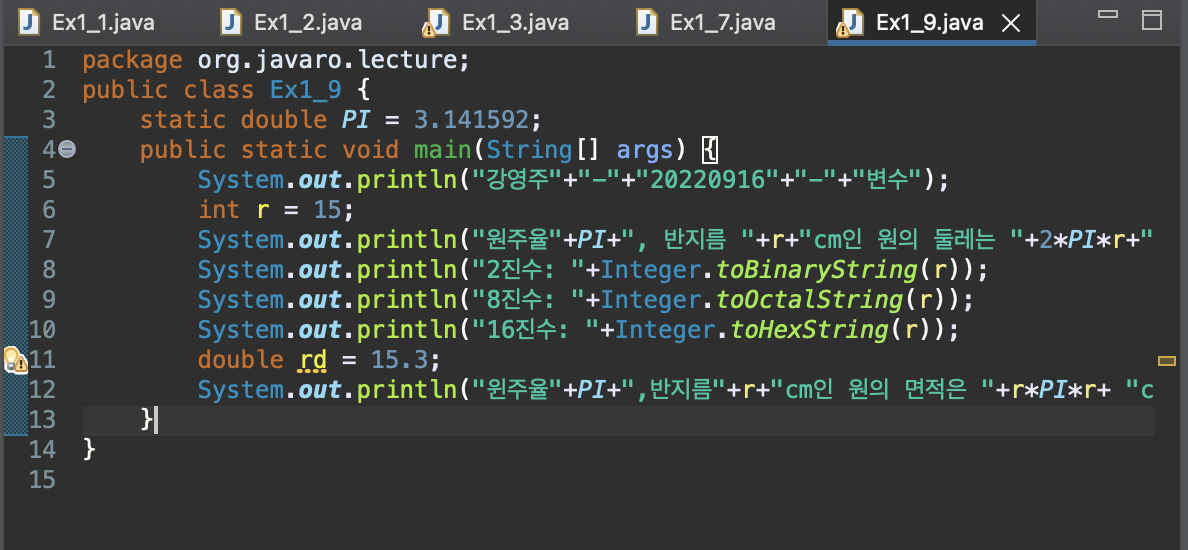 Ex1_1.java Ex1_2.java Ex1_3.java Ex1_7.java Ex1_9.java
1 package org.javaro.lecture;
2 public class Ex1_9 {
3 static double PI = 3.141592;
4 public static void main(String[] args) {
5 System.out.println("강영주"+"-"+"20220916"+"-"+"변수");
6 int r = 15;
7 System.out.println("원주율"+PI+", 반지름 "+r+"cm인 원의 둘레는 "+2*PI*r+"
8 System.out.println("2진수: "+Integer.toBinaryString(r));
9 System.out.println("8진수: "+Integer.toOctalString(r));
10 System.out.println("16진수: "+Integer.toHexString(r));
11 double rd = 15.3;
12 System.out.println("윈주율"+PI+",반지름"+r+"cm인 원의 면적은 "+r*PI*r+ "c
13 }
14 }
15